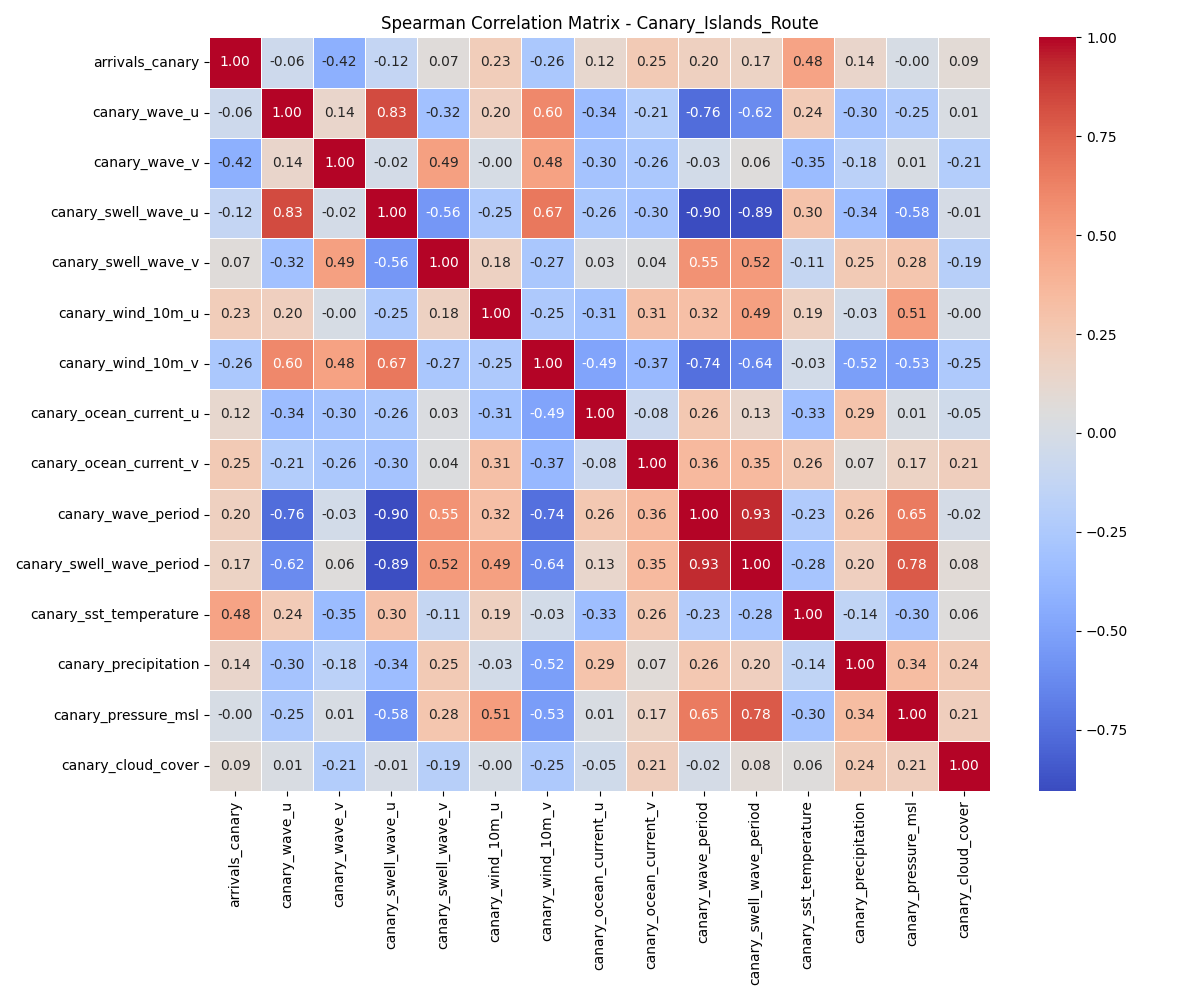 Spearman Correlation Matrix - Canary_Islands_Route
arrivals_canary 1.00 -0.06 -0.42 -0.12 0.07 0.23 -0.26 0.12 0.25 0.20 0.17 0.48 0.14 -0.00 0.09
canary_wave_u -0.06 1.00 0.14 0.83 -0.32 0.20 0.60 -0.34 -0.21 -0.76 -0.62 0.24 -0.30 -0.25 0.01
canary_wave_v -0.42 0.14 1.00 -0.02 0.49 -0.00 0.48 -0.30 -0.26 -0.03 0.06 -0.35 -0.18 0.01 -0.21
canary_swell_wave_u -0.12 0.83 -0.02 1.00 -0.56 -0.25 0.67 -0.26 -0.30 -0.90 -0.89 0.30 -0.34 -0.58 -0.01
canary_swell_wave_v 0.07 -0.32 0.49 -0.56 1.00 0.18 -0.27 0.03 0.04 0.55 0.52 -0.11 0.25 0.28 -0.19
canary_wind_10m_u 0.23 0.20 -0.00 -0.25 0.18 1.00 -0.25 -0.31 0.31 0.32 0.49 0.19 -0.03 0.51 -0.00
canary_wind_10m_v -0.26 0.60 0.48 0.67 -0.27 -0.25 1.00 -0.49 -0.37 -0.74 -0.64 -0.03 -0.52 -0.53 -0.25
canary_ocean_current_u 0.12 -0.34 -0.30 -0.26 0.03 -0.31 -0.49 1.00 -0.08 0.26 0.13 -0.33 0.29 0.01 -0.05
canary_ocean_current_v 0.25 -0.21 -0.26 -0.30 0.04 0.31 -0.37 -0.08 1.00 0.36 0.35 0.26 0.07 0.17 0.21
canary_wave_period 0.20 -0.76 -0.03 -0.90 0.55 0.32 -0.74 0.26 0.36 1.00 0.93 -0.23 0.26 0.65 -0.02
canary_swell_wave_period 0.17 -0.62 0.06 -0.89 0.52 0.49 -0.64 0.13 0.35 0.93 1.00 -0.28 0.20 0.78 0.08
canary_sst_temperature 0.48 0.24 -0.35 0.30 -0.11 0.19 -0.03 -0.33 0.26 -0.23 -0.28 1.00 -0.14 -0.30 0.06
canary_precipitation 0.14 -0.30 -0.18 -0.34 0.25 -0.03 -0.52 0.29 0.07 0.26 0.20 -0.14 1.00 0.34 0.24
canary_pressure_msl -0.00 -0.25 0.01 -0.58 0.28 0.51 -0.53 0.01 0.17 0.65 0.78 -0.30 0.34 1.00 0.21
canary_cloud_cover 0.09 0.01 -0.21 -0.01 -0.19 -0.00 -0.25 -0.05 0.21 -0.02 0.08 0.06 0.24 0.21 1.00
arrivals_canary
canary_wave_u
canary_wave_v
canary_swell_wave_u
canary_swell_wave_v
canary_wind_10m_u
canary_wind_10m_v
canary_ocean_current_u
canary_ocean_current_v
canary_wave_period
canary_swell_wave_period
canary_sst_temperature
canary_precipitation
canary_pressure_msl
canary_cloud_cover
1.00
0.75
0.50
0.25
0.00
−0.25
−0.50
−0.75